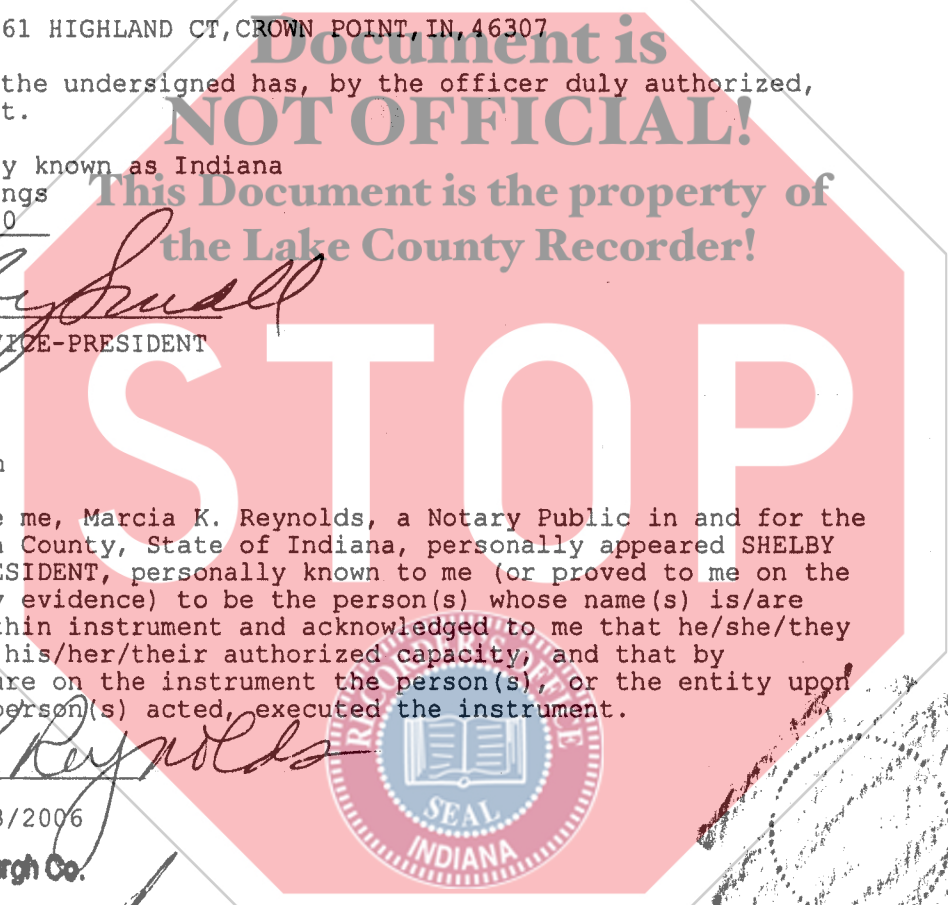 61 HIGHLAND CT,CROWN POINT,IN,46307
Document is
the undersigned has, by the officer duly authorized,
t.
NOT OFFICIAL!
y known as Indiana
ngs
This Document is the property of
0
the Lake County Recorder!
y Small
VICE-PRESIDENT
STOP
n
e me, Marcia K. Reynolds, a Notary Public in and for the
n County, State of Indiana, personally appeared SHELBY
ESIDENT, personally known to me (or proved to me on the
y evidence) to be the person(s) whose name(s) is/are
thin instrument and acknowledged to me that he/she/they
his/her/their authorized capacity, and that by
re on the instrument the person(s), or the entity upon
person(s) acted, executed the instrument.
Reynolds
RECORDER'S OFFICE
SEAL
INDIANA
3/2006
rgh Co.